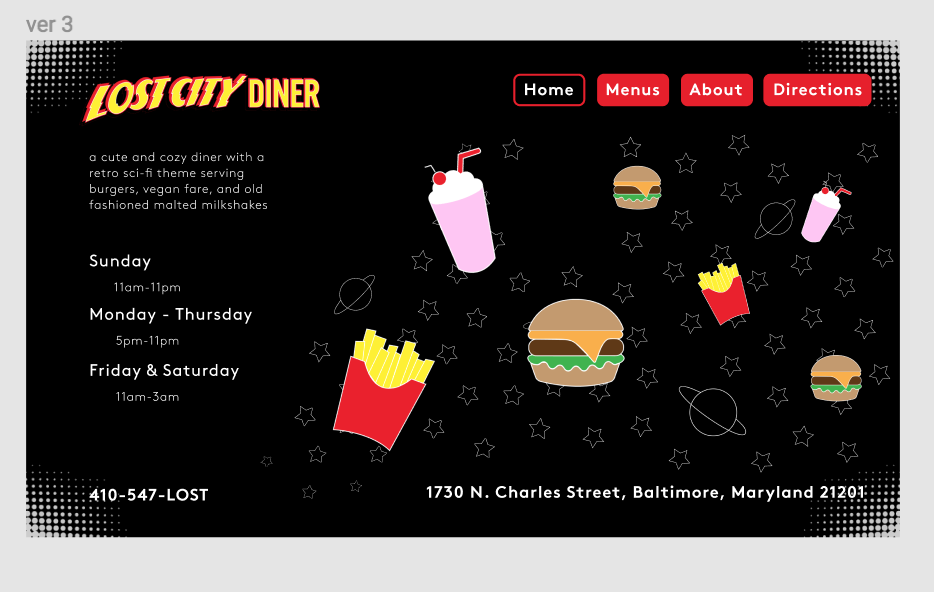 ver 3
LOST CITY DINER
Home
Menus
About
Directions
a cute and cozy diner with a
retro sci-fi theme serving
burgers, vegan fare, and old
fashioned malted milkshakes
Sunday
11am-11pm
Monday - Thursday
5pm-11pm
Friday & Saturday
11am-3am
410-547-LOST
1730 N. Charles Street, Baltimore, Maryland 21201